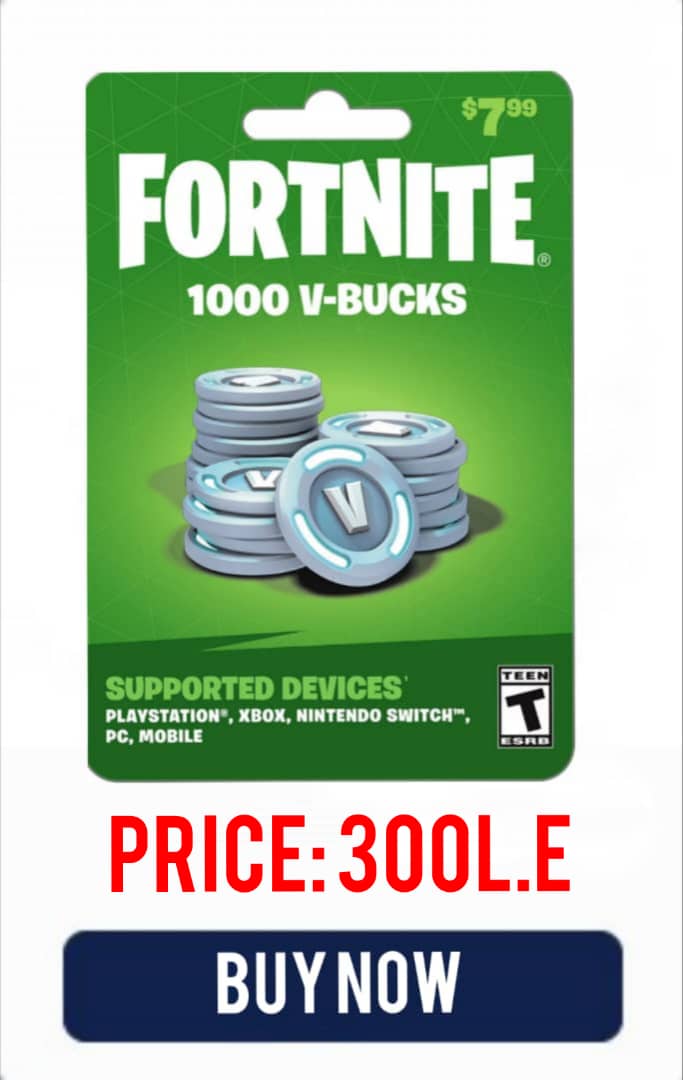 $7.99
FORTNITE®
1000 V-BUCKS
V
V
SUPPORTED DEVICES'
PLAYSTATION®, XBOX, NINTENDO SWITCH™,
PC, MOBILE
TEEN
T
ESRB
PRICE: 300L.E
BUY NOW